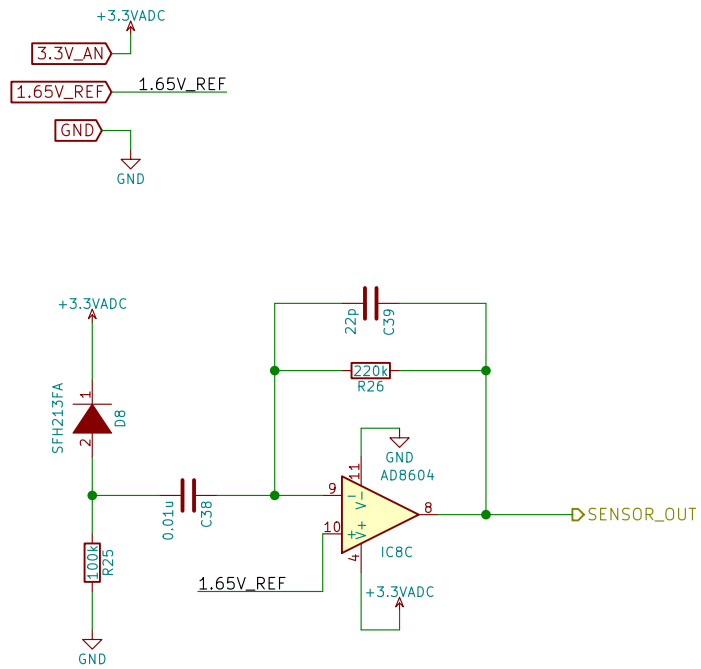 +3.3VADC
3.3V_AN
1.65V_REF
1.65V_REF
GND
GND
+3.3VADC
22p
C39
220k
R26
SFH213FA
1
D8
2
GND
AD8604
11
9
-
V-
8
SENSOR_OUT
0.01u
C38
10
+
V+
IC8C
4
100k
R25
1.65V_REF
+3.3VADC
GND